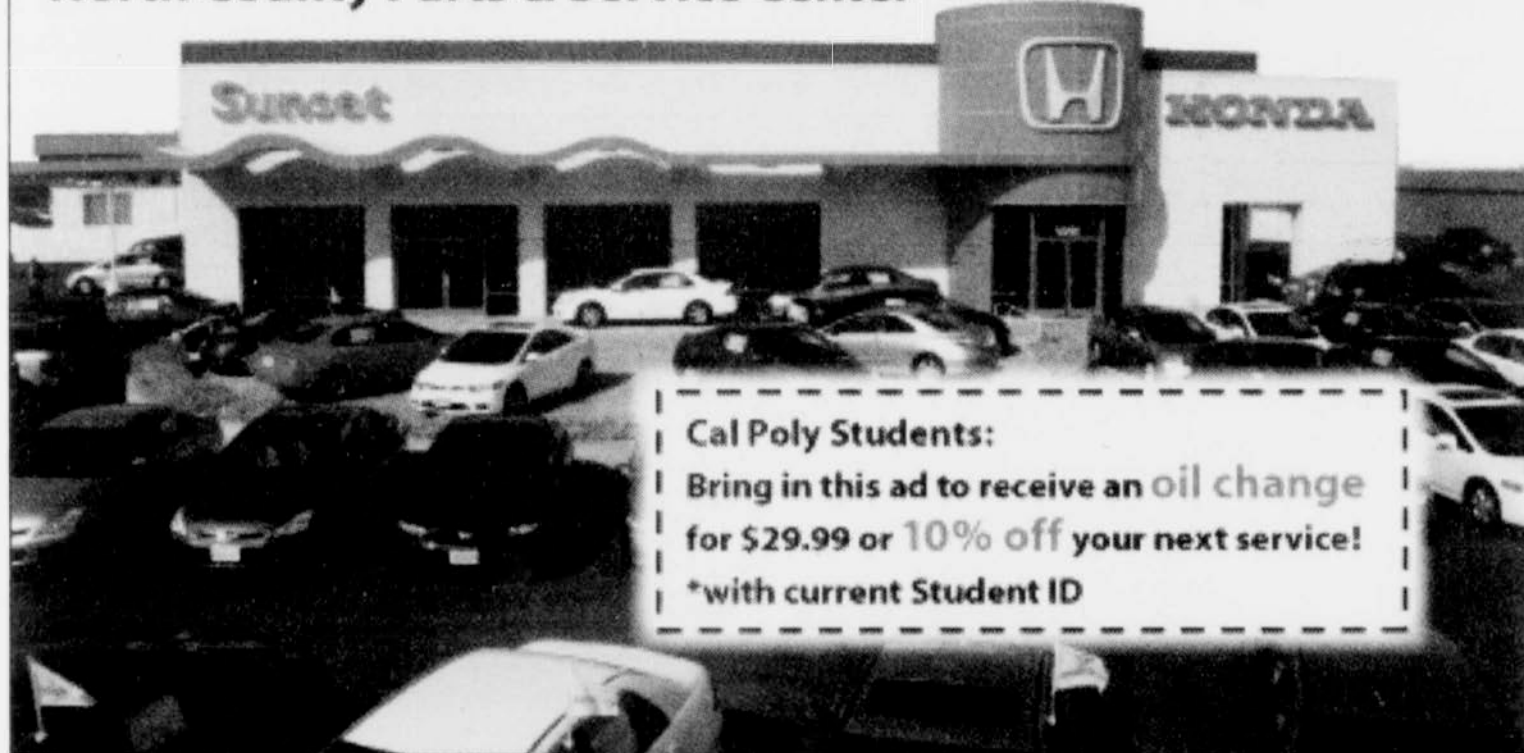 Sunset
HONDA
Cal Poly Students:
Bring in this ad to receive an oil change
for $29.99 or 10% off your next service!
*with current Student ID